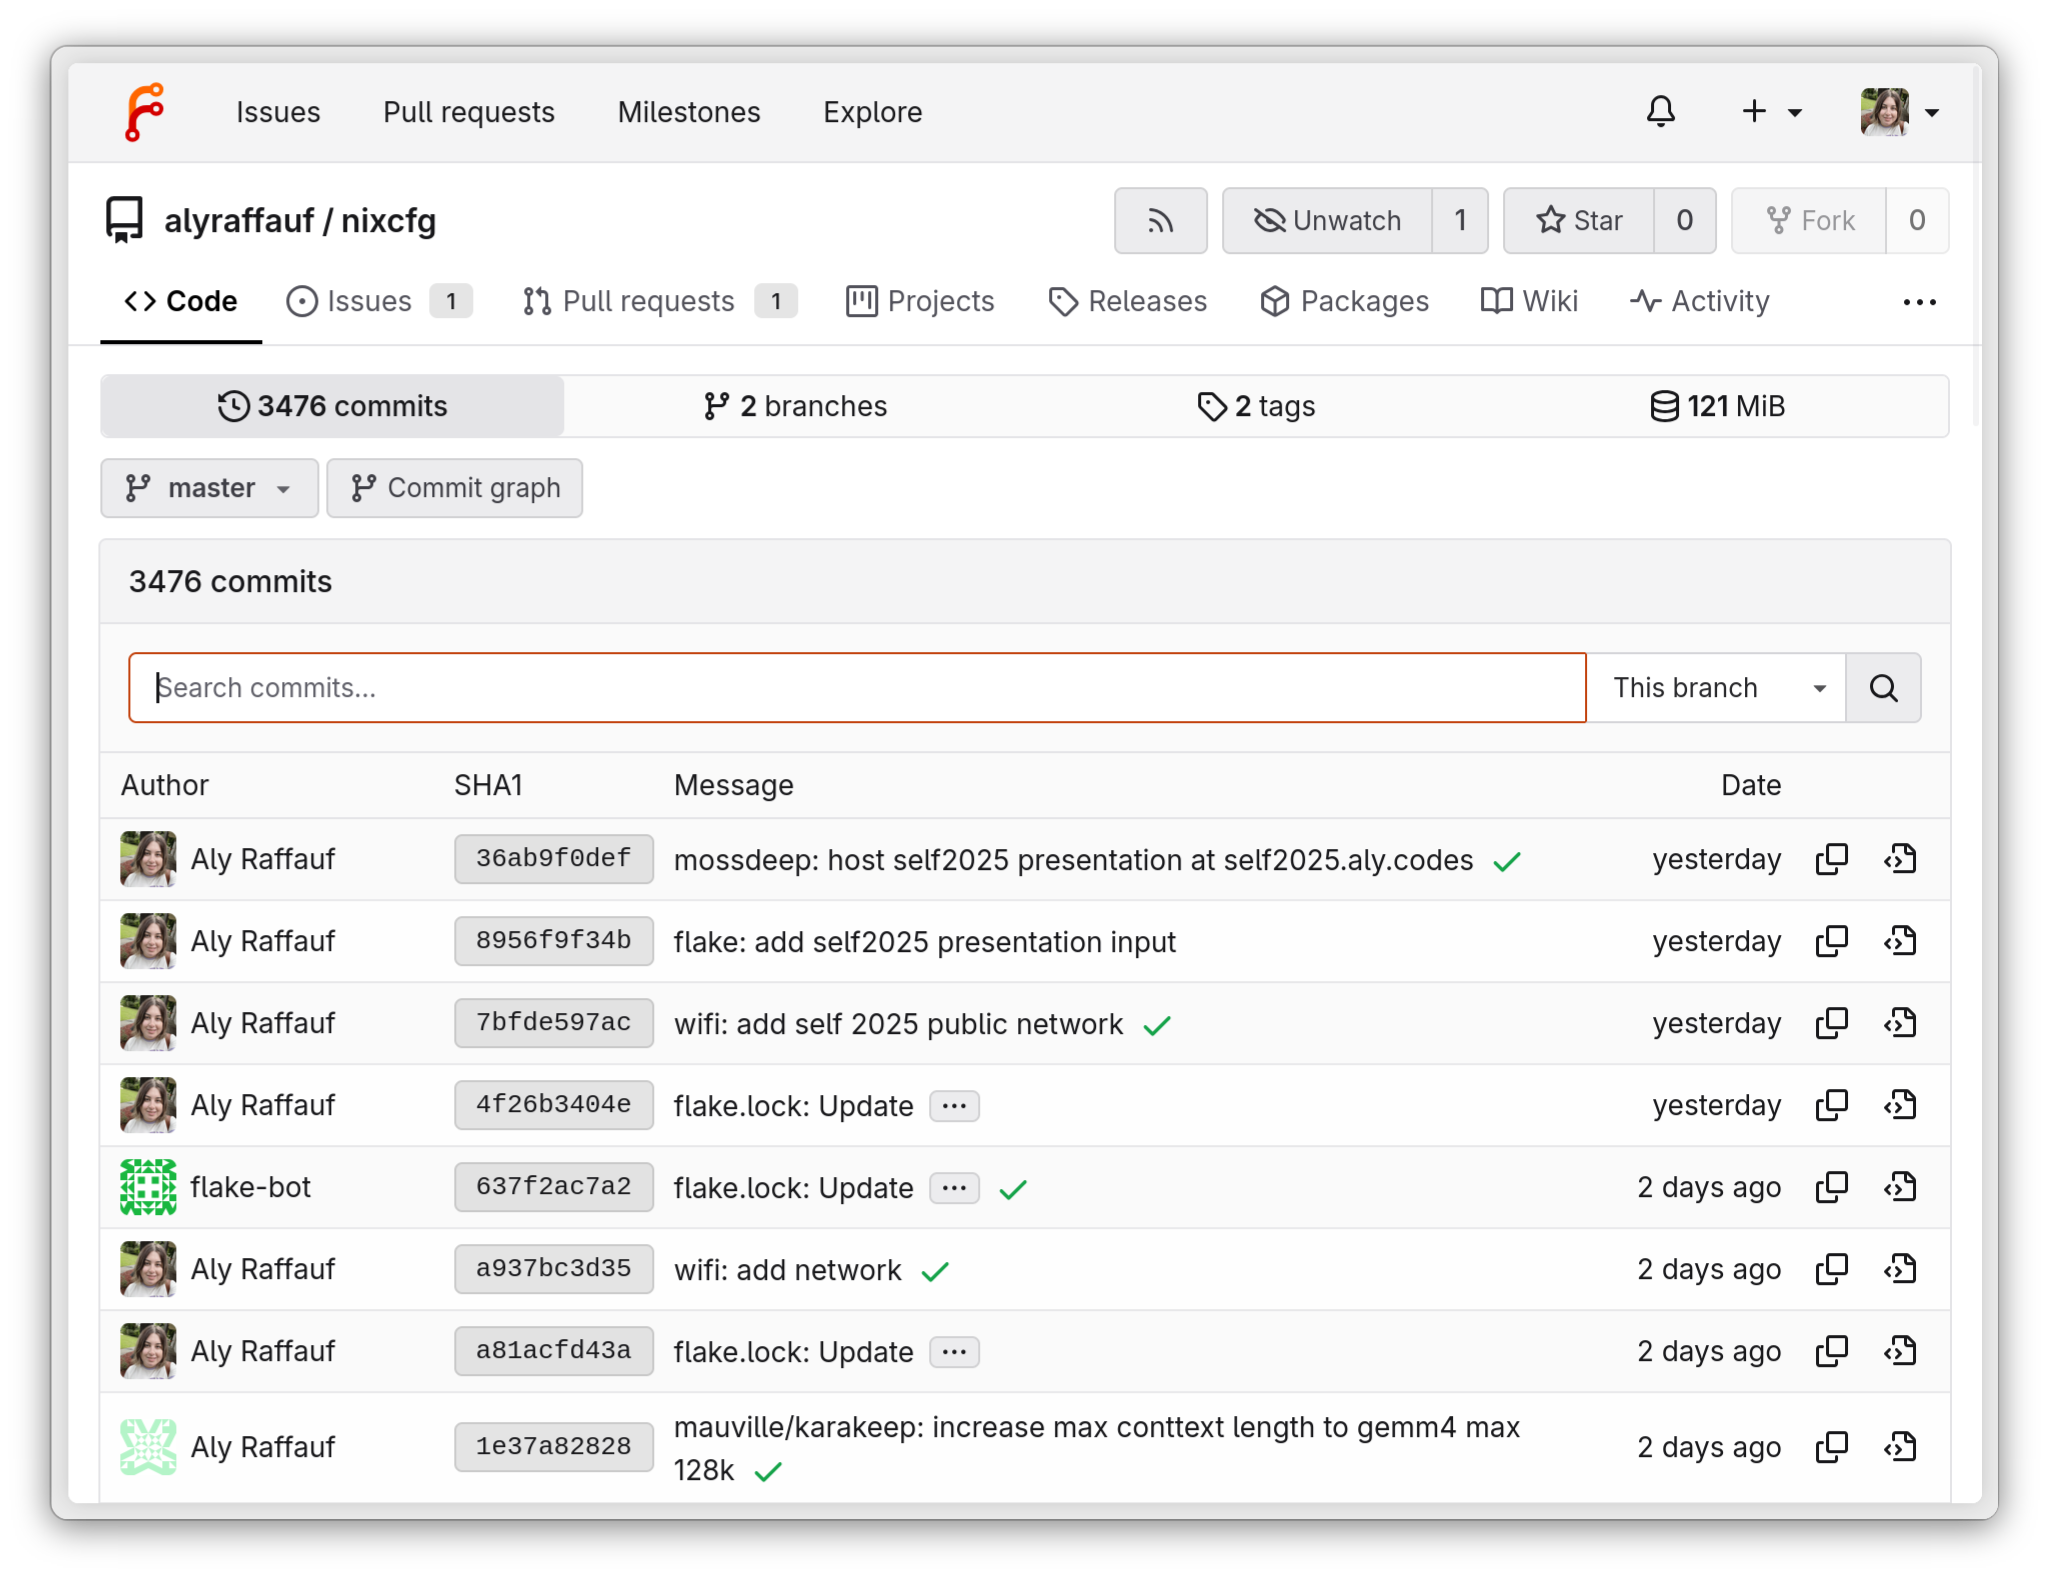 Issues Pull requests Milestones Explore
alyraffauf / nixcfg Unwatch 1 Star 0 Fork 0
Code Issues 1 Pull requests 1 Projects Releases Packages Wiki Activity
3476 commits 2 branches 2 tags 121 MiB
master Commit graph
3476 commits
Search commits... This branch
Author SHA1 Message Date
Aly Raffauf 36ab9f0def mossdeep: host self2025 presentation at self2025.aly.codes yesterday
Aly Raffauf 8956f9f34b flake: add self2025 presentation input yesterday
Aly Raffauf 7bfde597ac wifi: add self 2025 public network yesterday
Aly Raffauf 4f26b3404e flake.lock: Update ... yesterday
flake-bot 637f2ac7a2 flake.lock: Update ... 2 days ago
Aly Raffauf a937bc3d35 wifi: add network 2 days ago
Aly Raffauf a81acfd43a flake.lock: Update ... 2 days ago
Aly Raffauf 1e37a82828 mauville/karakeep: increase max conttext length to gemm4 max
128k 2 days ago